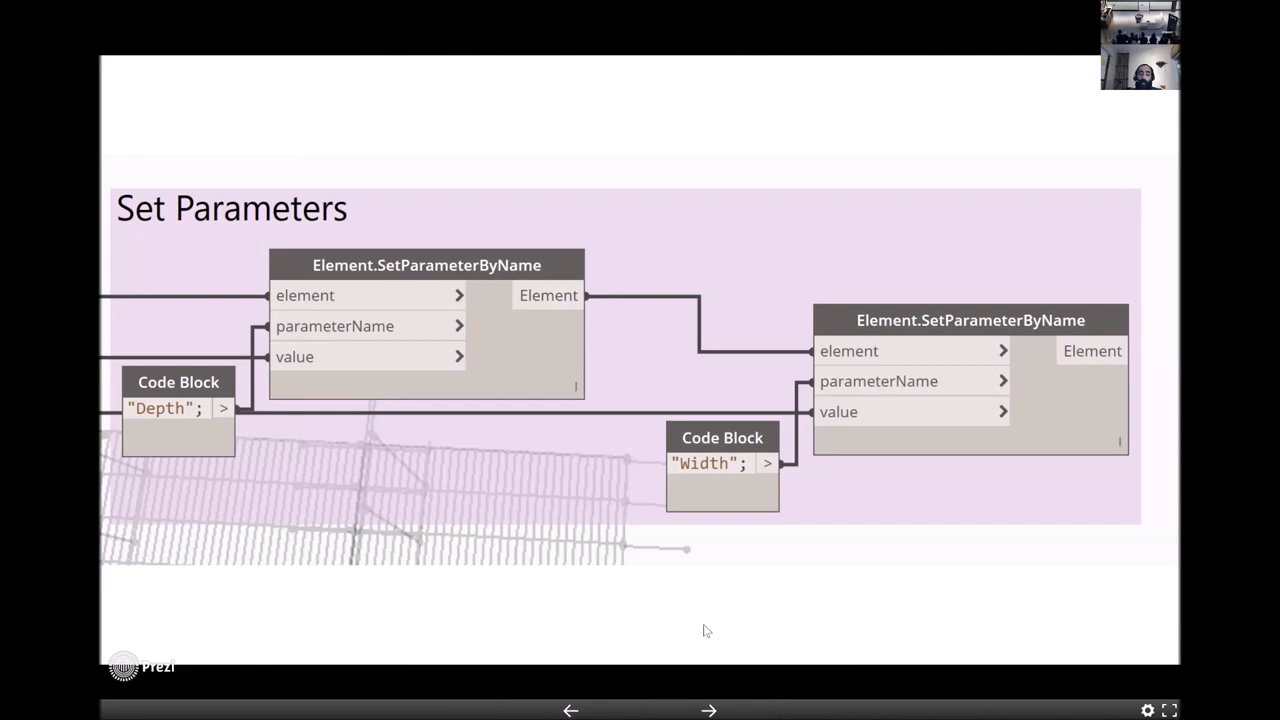 Set Parameters
Element.SetParameterByName
element >
Element
parameterName >
value >
Code Block
"Depth"; >
Element.SetParameterByName
element >
Element
parameterName >
value >
Code Block
"Width"; >
Prezi